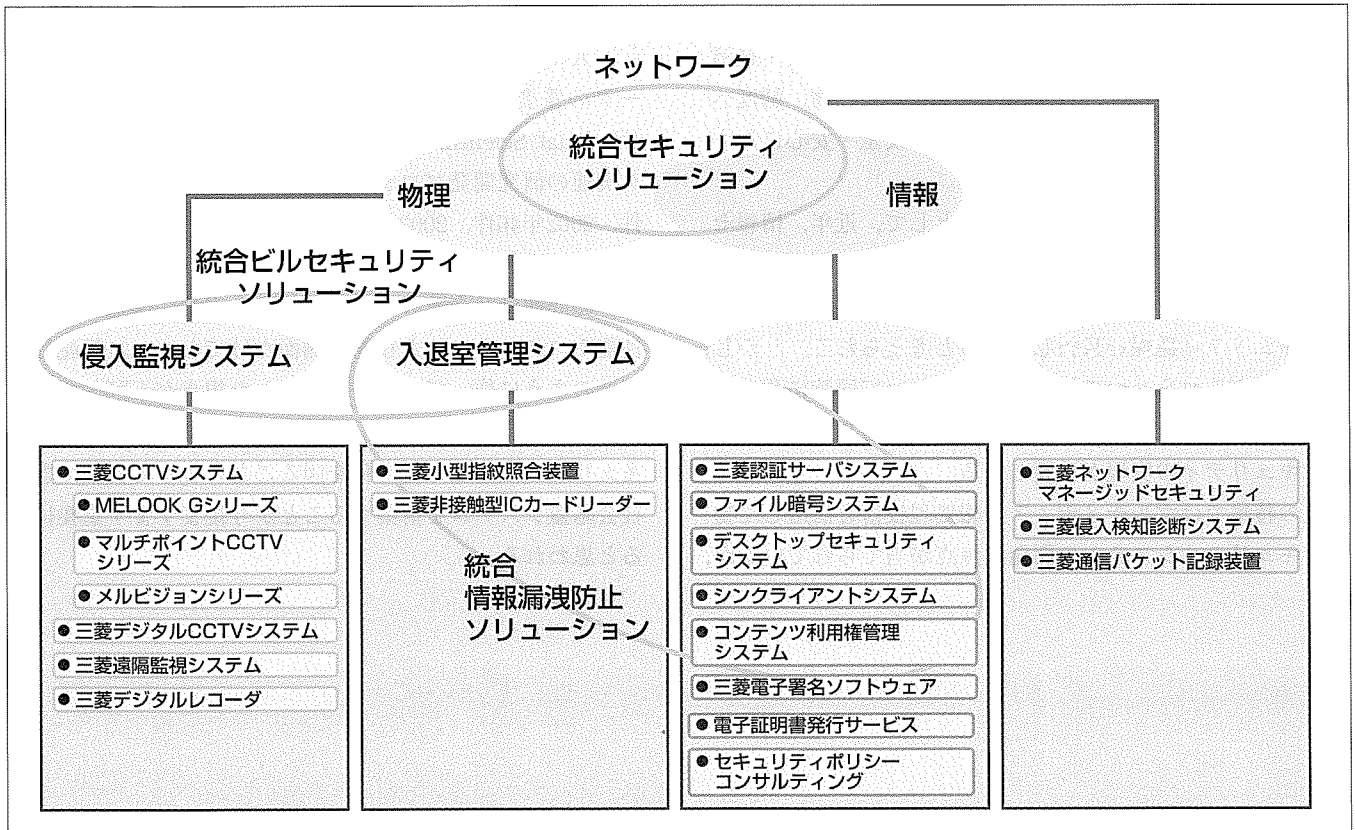 ネットワーク
統合セキュリティ
ソリューション
物理
情報
統合ビルセキュリティ
ソリューション
侵入監視システム
入退室管理システム
●三菱CCTVシステム
●MELOOK Gシリーズ
●マルチポイントCCTV
シリーズ
●メルビジョンシリーズ
●三菱デジタルCCTVシステム
●三菱遠隔監視システム
●三菱デジタルレコーダ
●三菱小型指紋照合装置
●三菱非接触型ICカードリーダー
統合
情報漏洩防止
ソリューション
●三菱認証サーバシステム
●ファイル暗号システム
●デスクトップセキュリティ
システム
●シンクライアントシステム
●コンテンツ利用権管理
システム
●三菱電子署名ソフトウェア
●電子証明書発行サービス
●セキュリティポリシー
コンサルティング
●三菱ネットワーク
マネージッドセキュリティ
●三菱侵入検知診断システム
●三菱通信パケット記録装置